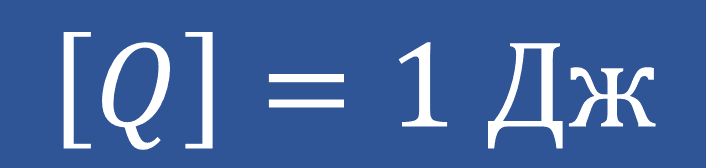 [Q] = 1 Дж